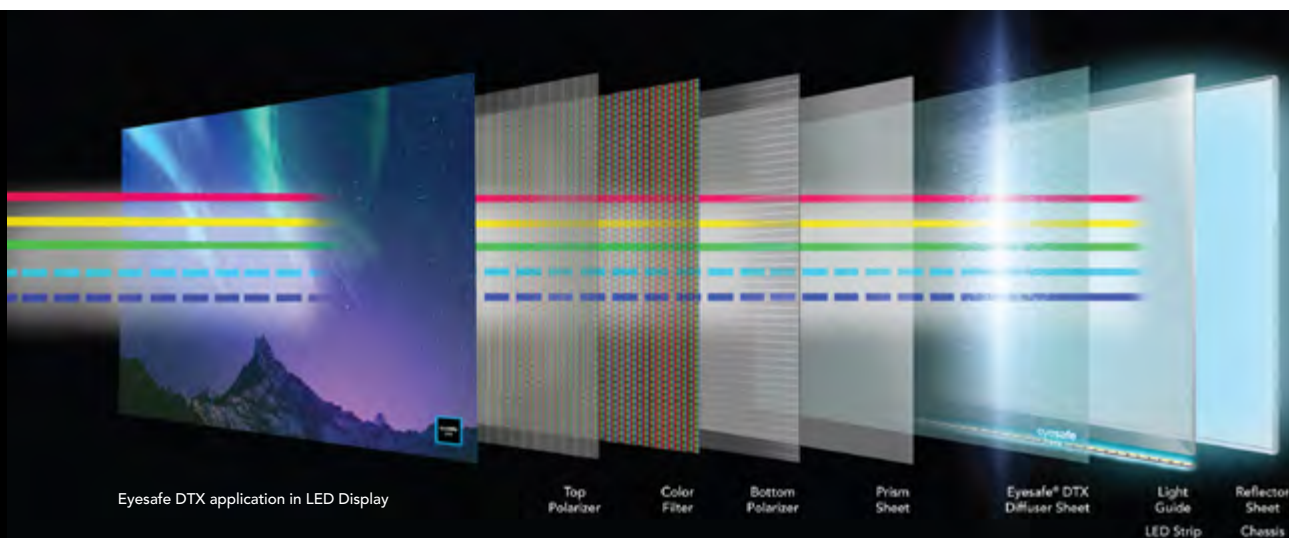 eyesafe
Eyesafe DTX application in LED Display
Top
Polarizer
Color
Filter
Bottom
Polarizer
Prism
Sheet
Eyesafe® DTX
Diffuser Sheet
Light
Guide
LED Strip
Reflector
Sheet
Chassis